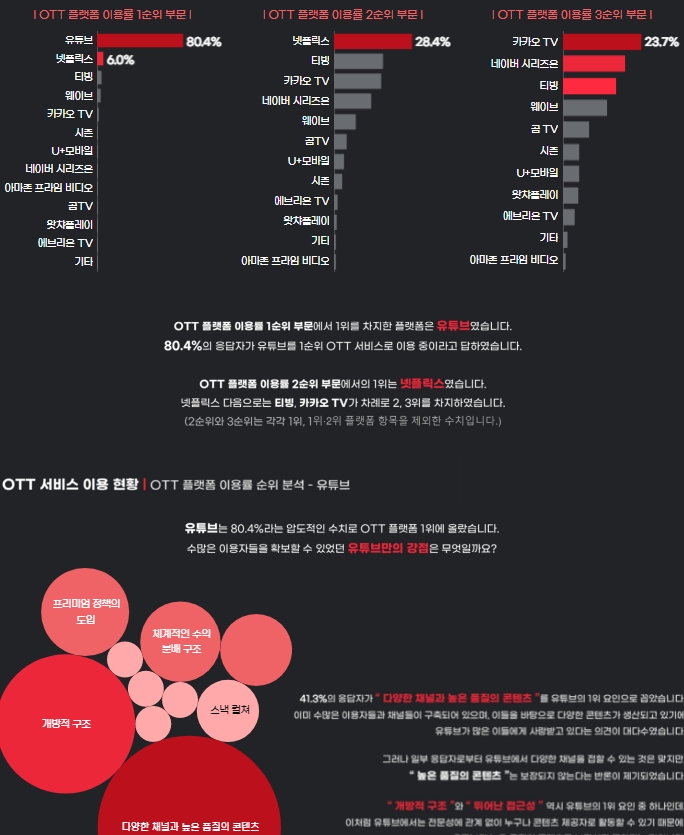 | OTT 플랫폼 이용률 1순위 부문 |
유튜브 80.4%
넷플릭스 6.0%
티빙
웨이브
카카오 TV
시즌
U+모바일
네이버 시리즈온
아마존 프라임 비디오
곰TV
왓챠플레이
에브리온 TV
기타
| OTT 플랫폼 이용률 2순위 부문 |
넷플릭스 28.4%
티빙
카카오 TV
네이버 시리즈온
웨이브
곰TV
U+모바일
시즌
에브리온 TV
왓챠플레이
기타
아마존 프라임 비디오
| OTT 플랫폼 이용률 3순위 부문 |
카카오 TV 23.7%
네이버 시리즈온
티빙
웨이브
곰 TV
시즌
U+모바일
왓챠플레이
에브리온 TV
기타
아마존 프라임 비디오
OTT 플랫폼 이용률 1순위 부문에서 1위를 차지한 플랫폼은 유튜브였습니다.
80.4%의 응답자가 유튜브를 1순위 OTT 서비스로 이용 중이라고 답하였습니다.
OTT 플랫폼 이용률 2순위 부문에서의 1위는 넷플릭스였습니다.
넷플릭스 다음으로는 티빙, 카카오 TV가 차례로 2, 3위를 차지하였습니다.
(2순위와 3순위는 각각 1위, 1위·2위 플랫폼 항목을 제외한 수치입니다.)
OTT 서비스 이용 현황 | OTT 플랫폼 이용률 순위 분석 - 유튜브
유튜브는 80.4%라는 압도적인 수치로 OTT 플랫폼 1위에 올랐습니다.
수많은 이용자들을 확보할 수 있었던 유튜브만의 강점은 무엇일까요?
프리미엄 정책의
도입
체계적인 수익
분배 구조
스낵 컬쳐
개방적 구조
다양한 채널과 높은 품질의 콘텐츠
41.3%의 응답자가 " 다양한 채널과 높은 품질의 콘텐츠 "를 유튜브의 1위 요인으로 꼽았습니다
이미 수많은 이용자들과 채널들이 구축되어 있으며, 이들을 바탕으로 다양한 콘텐츠가 생산되고 있기에
유튜브가 많은 이들에게 사랑받고 있다는 의견이 대다수였습니다
그러나 일부 응답자로부터 유튜브에서 다양한 채널을 접할 수 있는 것은 맞지만
" 높은 품질의 콘텐츠 "는 보장되지 않는다는 반론이 제기되었습니다
" 개방적 구조 "와 " 뛰어난 접근성 " 역시 유튜브의 1위 요인 중 하나인데
이처럼 유튜브에서는 전문성에 관계 없이 누구나 콘텐츠 제공자로 활동할 수 있기 때문에